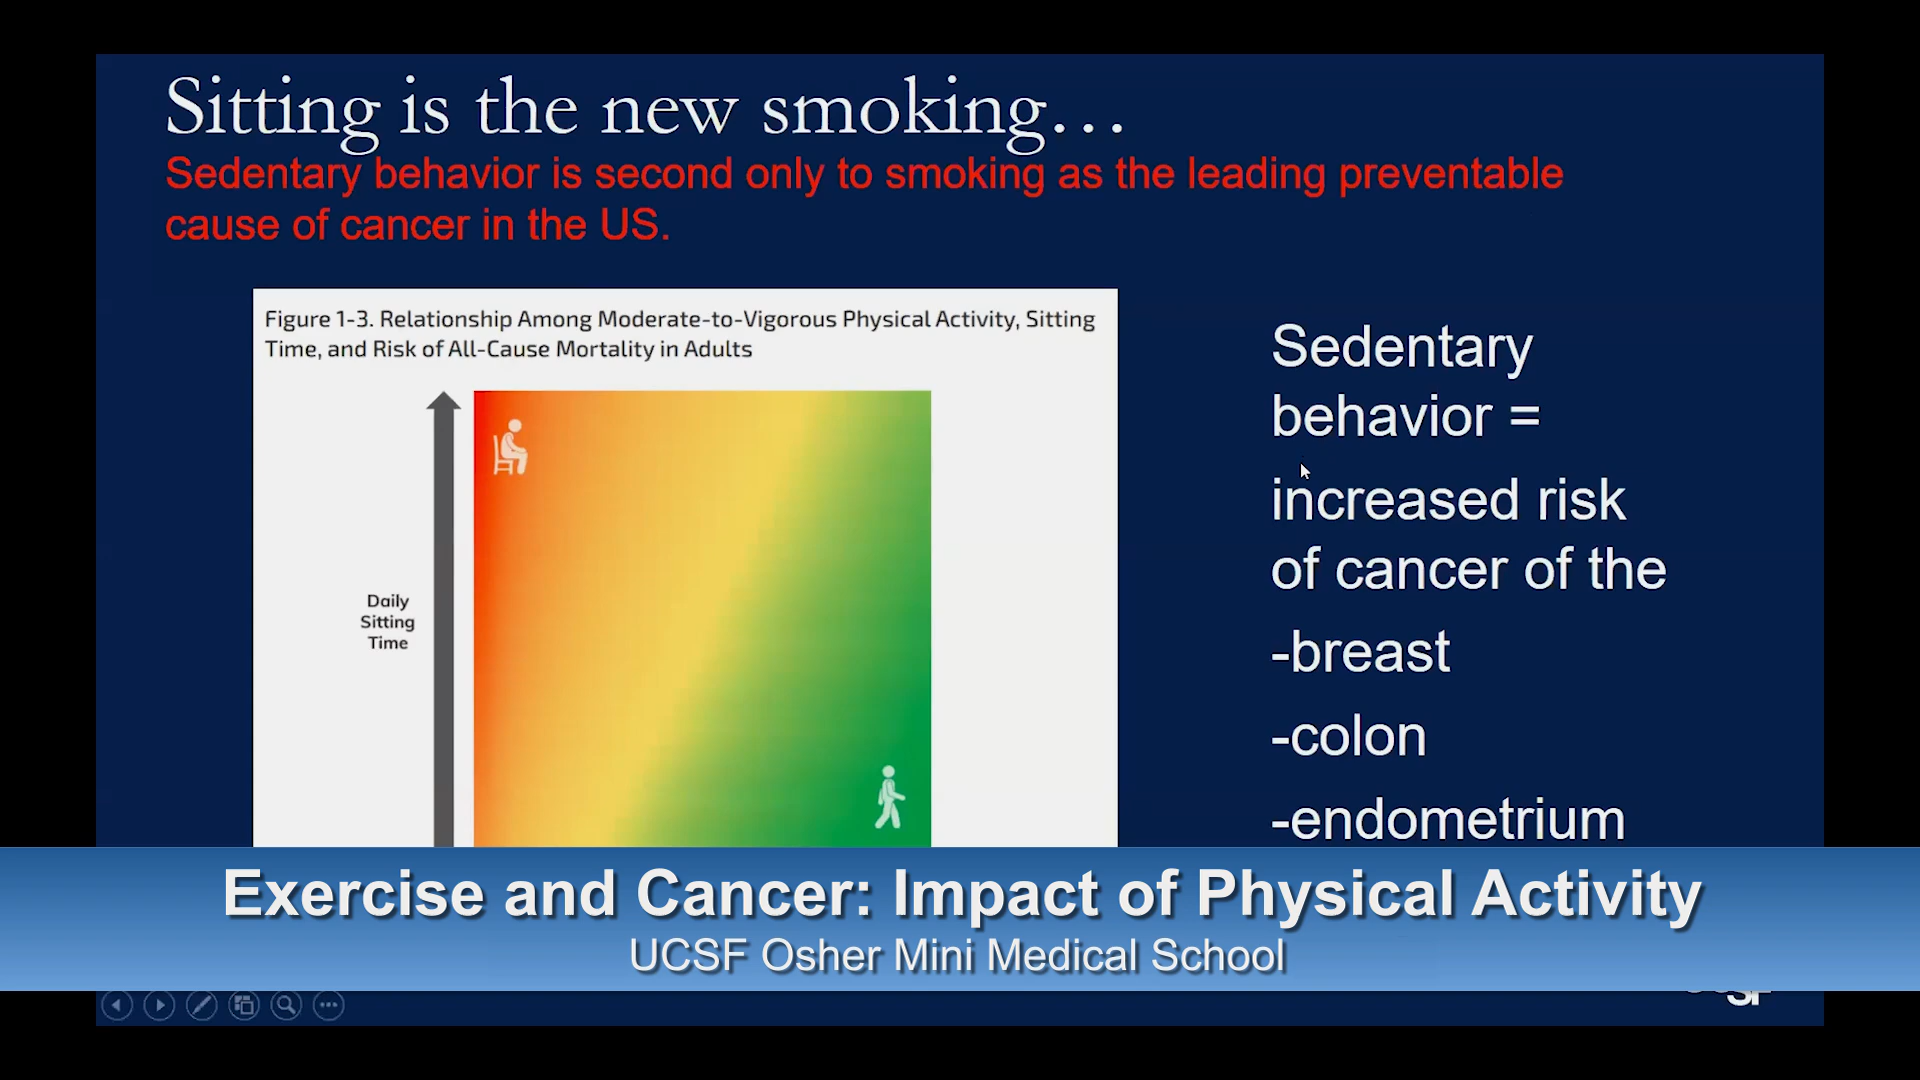 Sitting is the new smoking…
Sedentary behavior is second only to smoking as the leading preventable
cause of cancer in the US.
Figure 1-3. Relationship Among Moderate-to-Vigorous Physical Activity, Sitting
Time, and Risk of All-Cause Mortality in Adults
Daily
Sitting
Time
Sedentary
behavior =
increased risk
of cancer of the
-breast
-colon
-endometrium
Exercise and Cancer: Impact of Physical Activity
UCSF Osher Mini Medical School